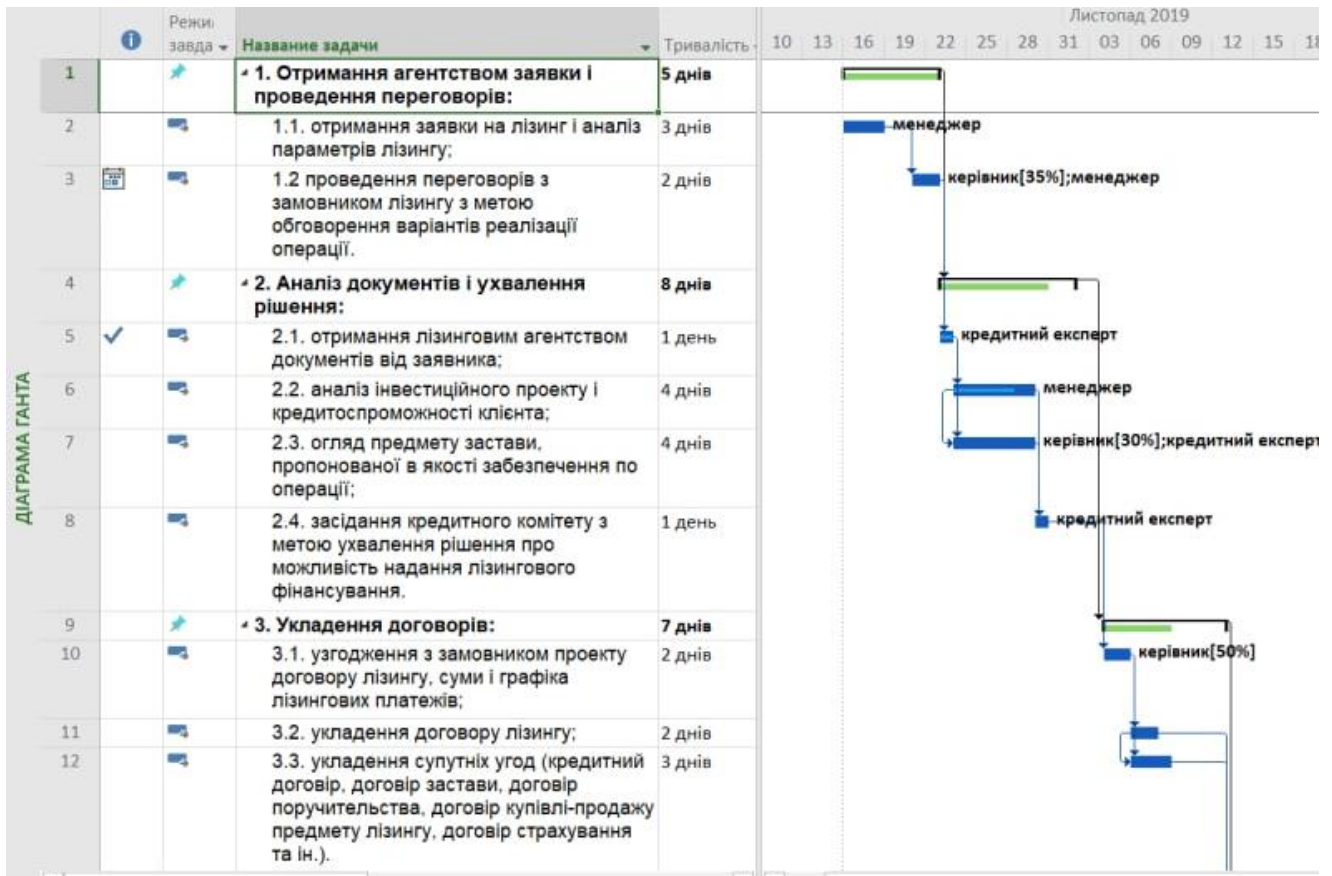 Листопад 2019
Режи
завда
Название задачи
Тривалість
10 13 16 19 22 25 28 31 03 06 09 12 15 18
ДІАГРАМА ГАНТА
1
1. Отримання агентством заявки і
проведення переговорів:
5 днів
2
1.1. отримання заявки на лізинг і аналіз
параметрів лізингу;
3 днів
менеджер
3
1.2 проведення переговорів з
замовником лізингу з метою
обговорення варіантів реалізації
операції.
2 днів
керівник[35%];менеджер
4
2. Аналіз документів і ухвалення
рішення:
8 днів
5
2.1. отримання лізинговим агентством
документів від заявника;
1 день
кредитний експерт
6
2.2. аналіз інвестиційного проекту і
кредитоспроможності клієнта;
4 днів
менеджер
7
2.3. огляд предмету застави,
пропонованої в якості забезпечення по
операції;
4 днів
керівник[30%];кредитний експерт
8
2.4. засідання кредитного комітету з
метою ухвалення рішення про
можливість надання лізингового
фінансування.
1 день
кредитний експерт
9
3. Укладення договорів:
7 днів
10
3.1. узгодження з замовником проекту
договору лізингу, суми і графіка
лізингових платежів;
2 днів
керівник[50%]
11
3.2. укладення договору лізингу;
2 днів
12
3.3. укладення супутніх угод (кредитний
договір, договір застави, договір
поручительства, договір купівлі-продажу
предмету лізингу, договір страхування
та ін.).
3 днів